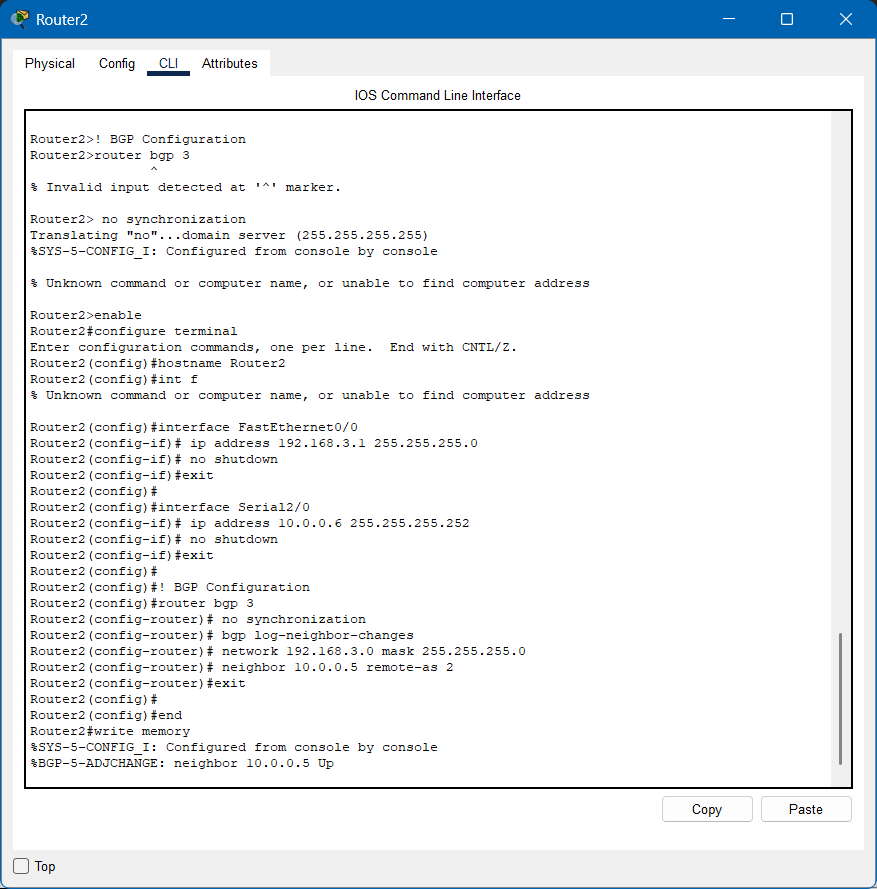 Router2
Physical Config CLI Attributes
IOS Command Line Interface
Router2>! BGP Configuration
Router2>router bgp 3
^
% Invalid input detected at '^' marker.
Router2> no synchronization
Translating "no"...domain server (255.255.255.255)
%SYS-5-CONFIG_I: Configured from console by console
% Unknown command or computer name, or unable to find computer address
Router2>enable
Router2#configure terminal
Enter configuration commands, one per line.  End with CNTL/Z.
Router2(config)#hostname Router2
Router2(config)#int f
% Unknown command or computer name, or unable to find computer address
Router2(config)#interface FastEthernet0/0
Router2(config-if)# ip address 192.168.3.1 255.255.255.0
Router2(config-if)# no shutdown
Router2(config-if)#exit
Router2(config)#
Router2(config)#interface Serial2/0
Router2(config-if)# ip address 10.0.0.6 255.255.255.252
Router2(config-if)# no shutdown
Router2(config-if)#exit
Router2(config)#
Router2(config)#! BGP Configuration
Router2(config)#router bgp 3
Router2(config-router)# no synchronization
Router2(config-router)# bgp log-neighbor-changes
Router2(config-router)# network 192.168.3.0 mask 255.255.255.0
Router2(config-router)# neighbor 10.0.0.5 remote-as 2
Router2(config-router)#exit
Router2(config)#
Router2(config)#end
Router2#write memory
%SYS-5-CONFIG_I: Configured from console by console
%BGP-5-ADJCHANGE: neighbor 10.0.0.5 Up
Copy Paste
Top